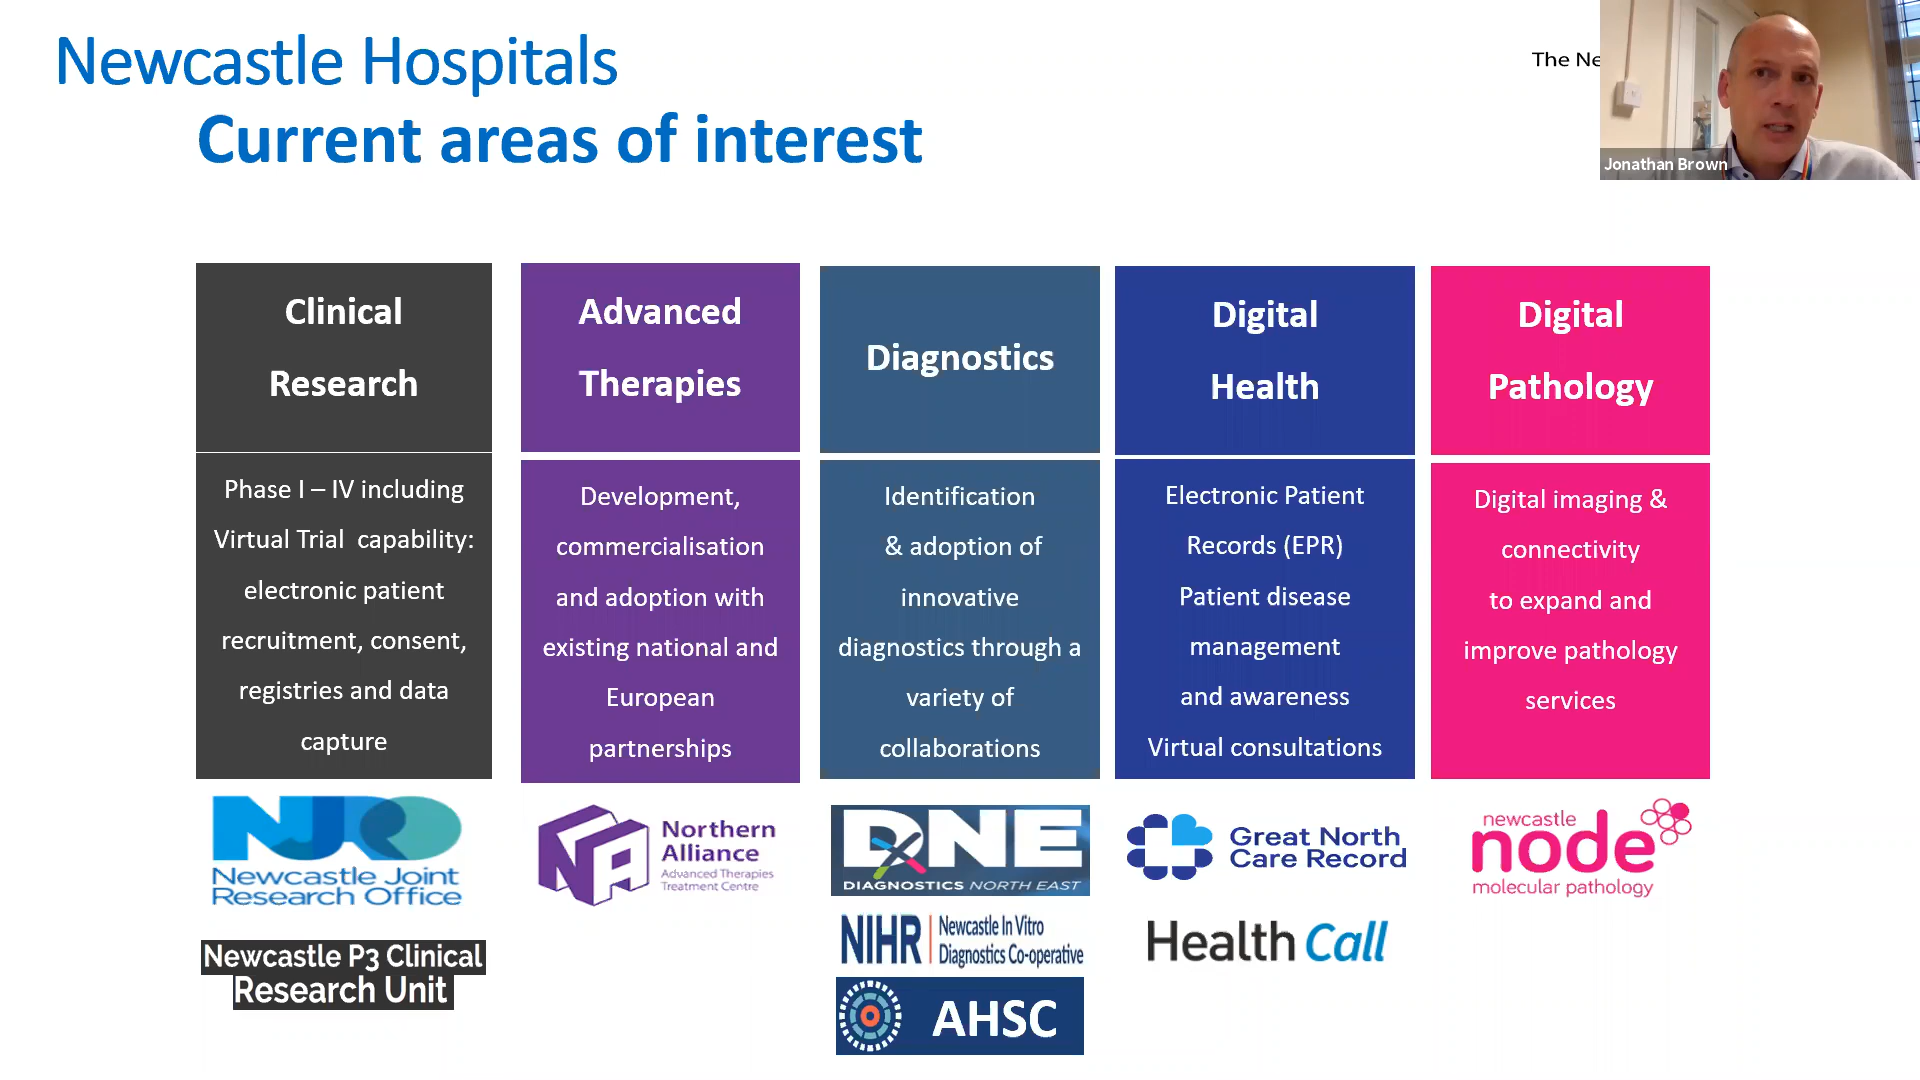 Newcastle Hospitals
Current areas of interest
The Ne
Jonathan Brown
Clinical
Research
Phase I – IV including
Virtual Trial capability:
electronic patient
recruitment, consent,
registries and data
capture
NJRO
Newcastle Joint
Research Office
Newcastle P3 Clinical
Research Unit
Advanced
Therapies
Development,
commercialisation
and adoption with
existing national and
European
partnerships
NA
Northern
Alliance
Advanced Therapies
Treatment Centre
Diagnostics
Identification
& adoption of
innovative
diagnostics through a
variety of
collaborations
DxNE
DIAGNOSTICS NORTH EAST
NIHR
Newcastle In Vitro
Diagnostics Co-operative
AHSC
Digital
Health
Electronic Patient
Records (EPR)
Patient disease
management
and awareness
Virtual consultations
Great North
Care Record
Health Call
Digital
Pathology
Digital imaging &
connectivity
to expand and
improve pathology
services
newcastle
node
molecular pathology